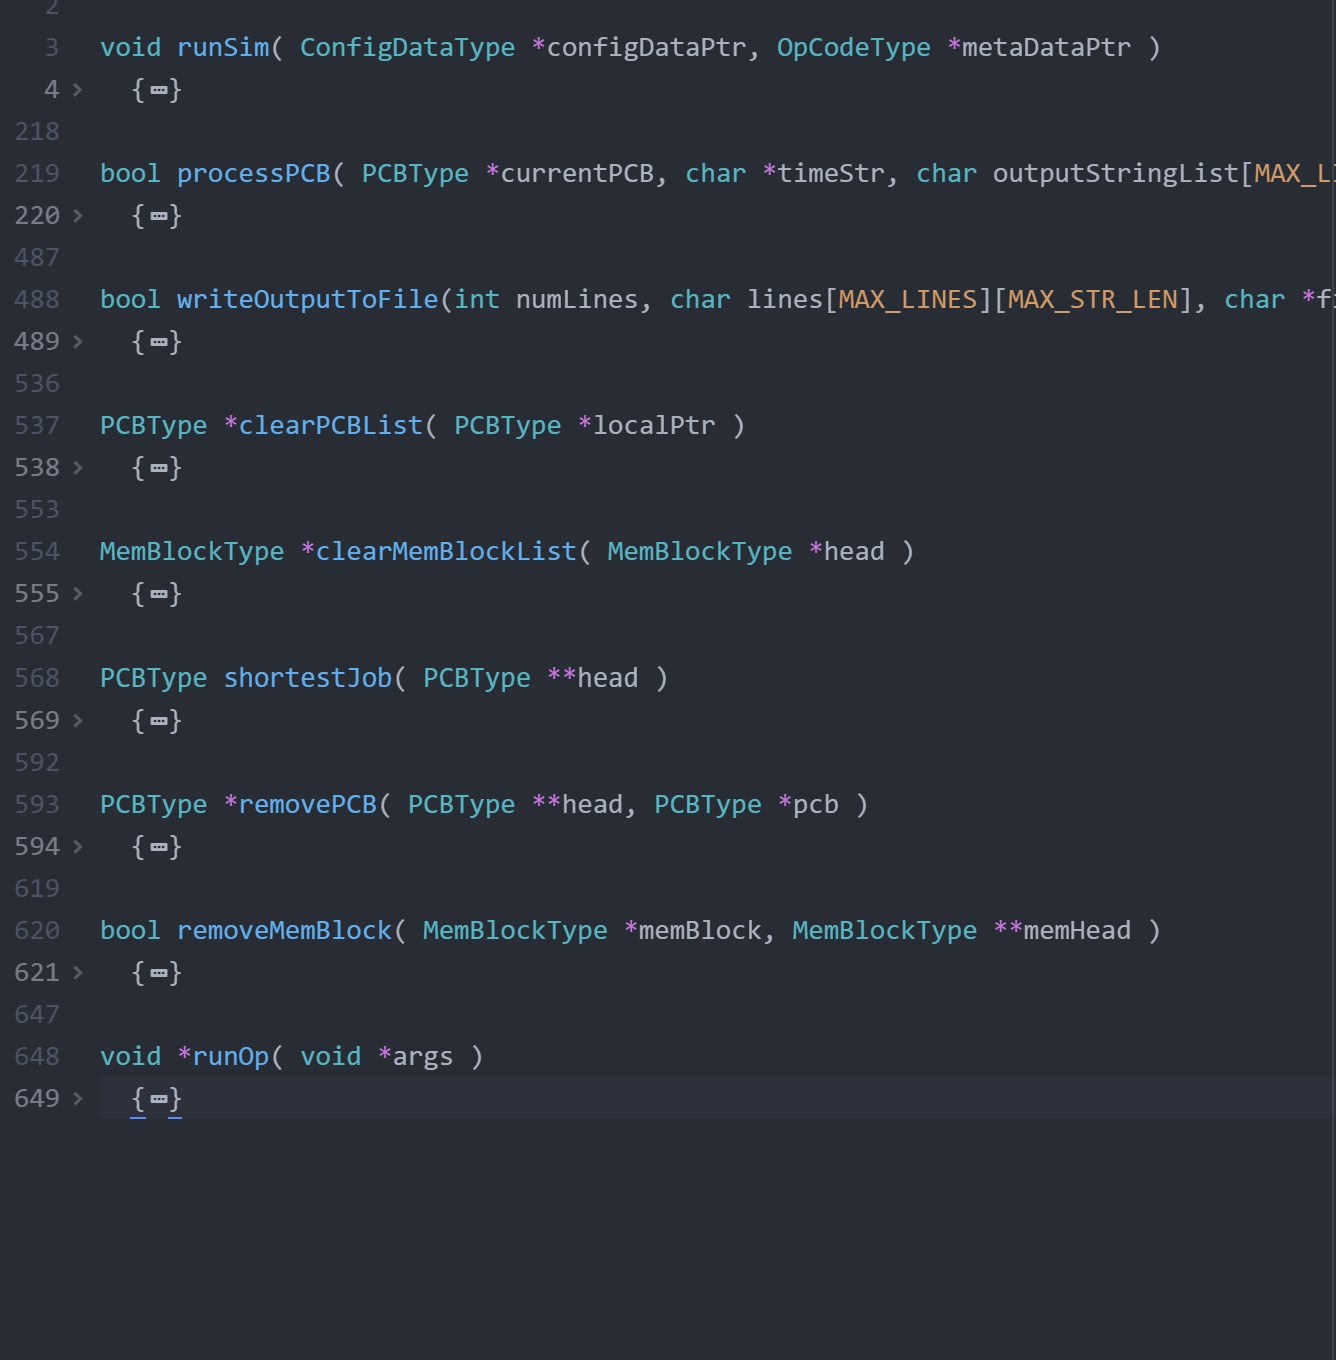 2
3 void runSim( ConfigDataType *configDataPtr, OpCodeType *metaDataPtr )
4 > {…}
218
219 bool processPCB( PCBType *currentPCB, char *timeStr, char outputStringList[MAX_LI
220 > {…}
487
488 bool writeOutputToFile(int numLines, char lines[MAX_LINES][MAX_STR_LEN], char *fi
489 > {…}
536
537 PCBType *clearPCBList( PCBType *localPtr )
538 > {…}
553
554 MemBlockType *clearMemBlockList( MemBlockType *head )
555 > {…}
567
568 PCBType shortestJob( PCBType **head )
569 > {…}
592
593 PCBType *removePCB( PCBType **head, PCBType *pcb )
594 > {…}
619
620 bool removeMemBlock( MemBlockType *memBlock, MemBlockType **memHead )
621 > {…}
647
648 void *runOp( void *args )
649 > {…}